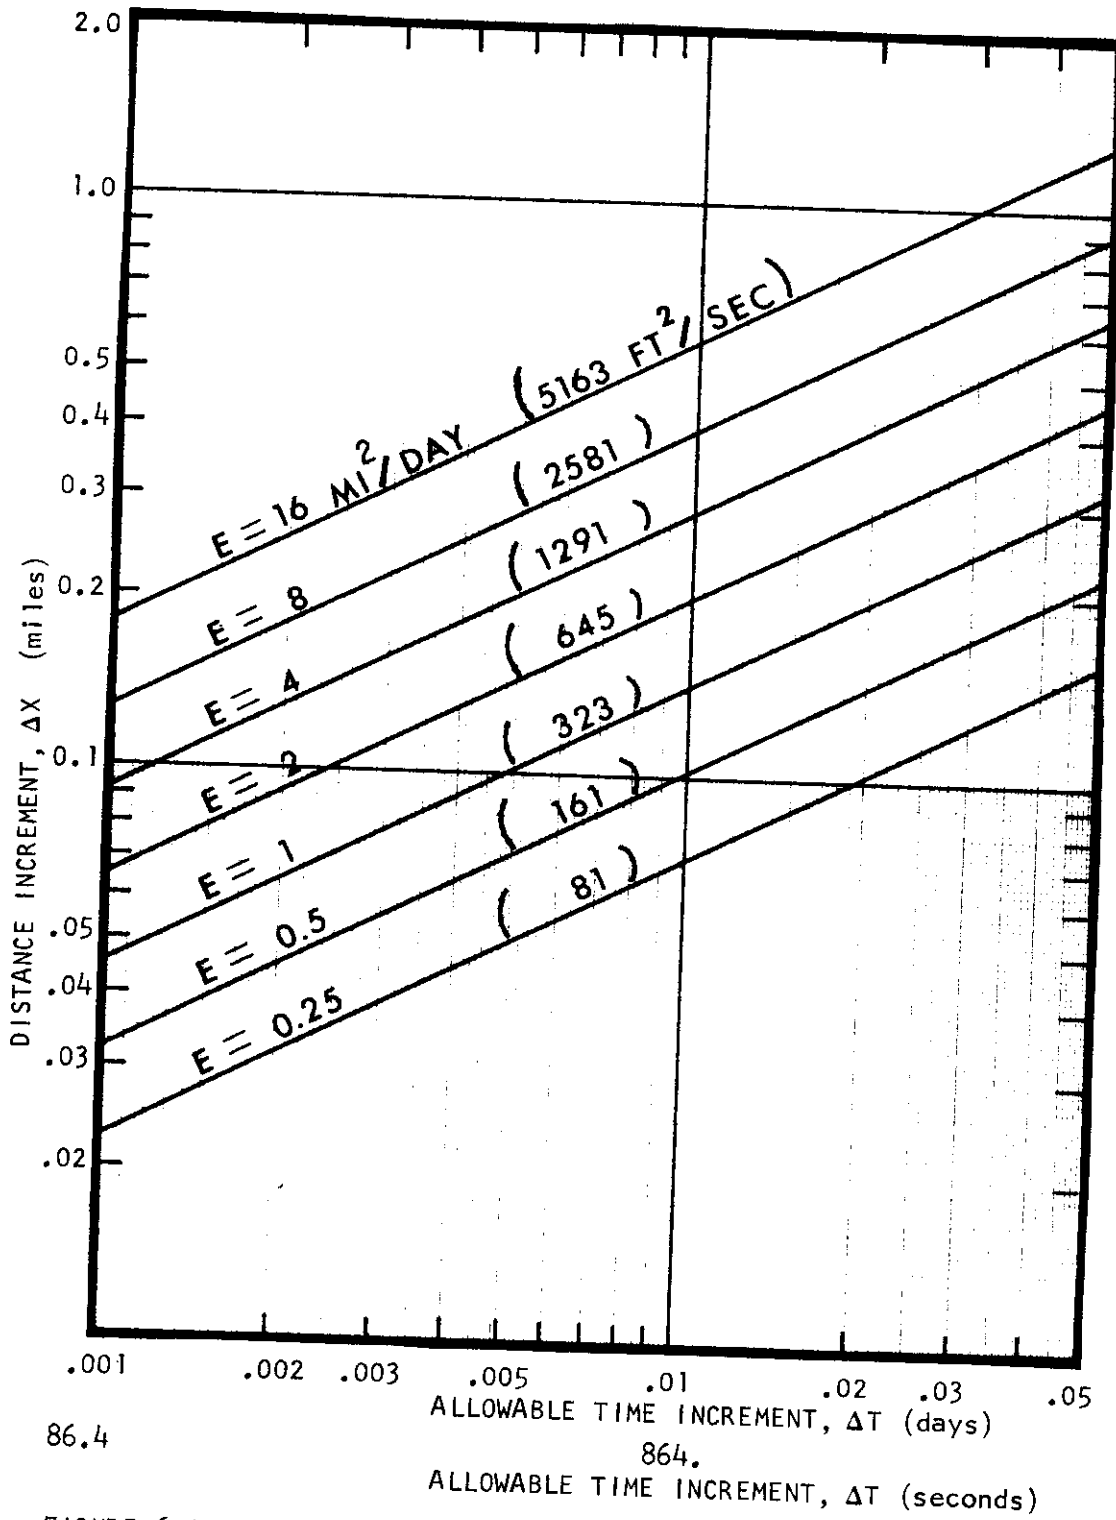 2.0
1.0
0.5
0.4
0.3
0.2
0.1
.05
.04
.03
.02
DISTANCE INCREMENT, ΔX (miles)
E = 16 MI²/DAY (5163 FT²/SEC)
E = 8 (2581)
E = 4 (1291)
E = 2 (645)
E = 1 (323)
E = 0.5 (161)
E = 0.25 (81)
.001 .002 .003 .005 .01 .02 .03 .05
ALLOWABLE TIME INCREMENT, ΔT (days)
86.4 864.
ALLOWABLE TIME INCREMENT, ΔT (seconds)